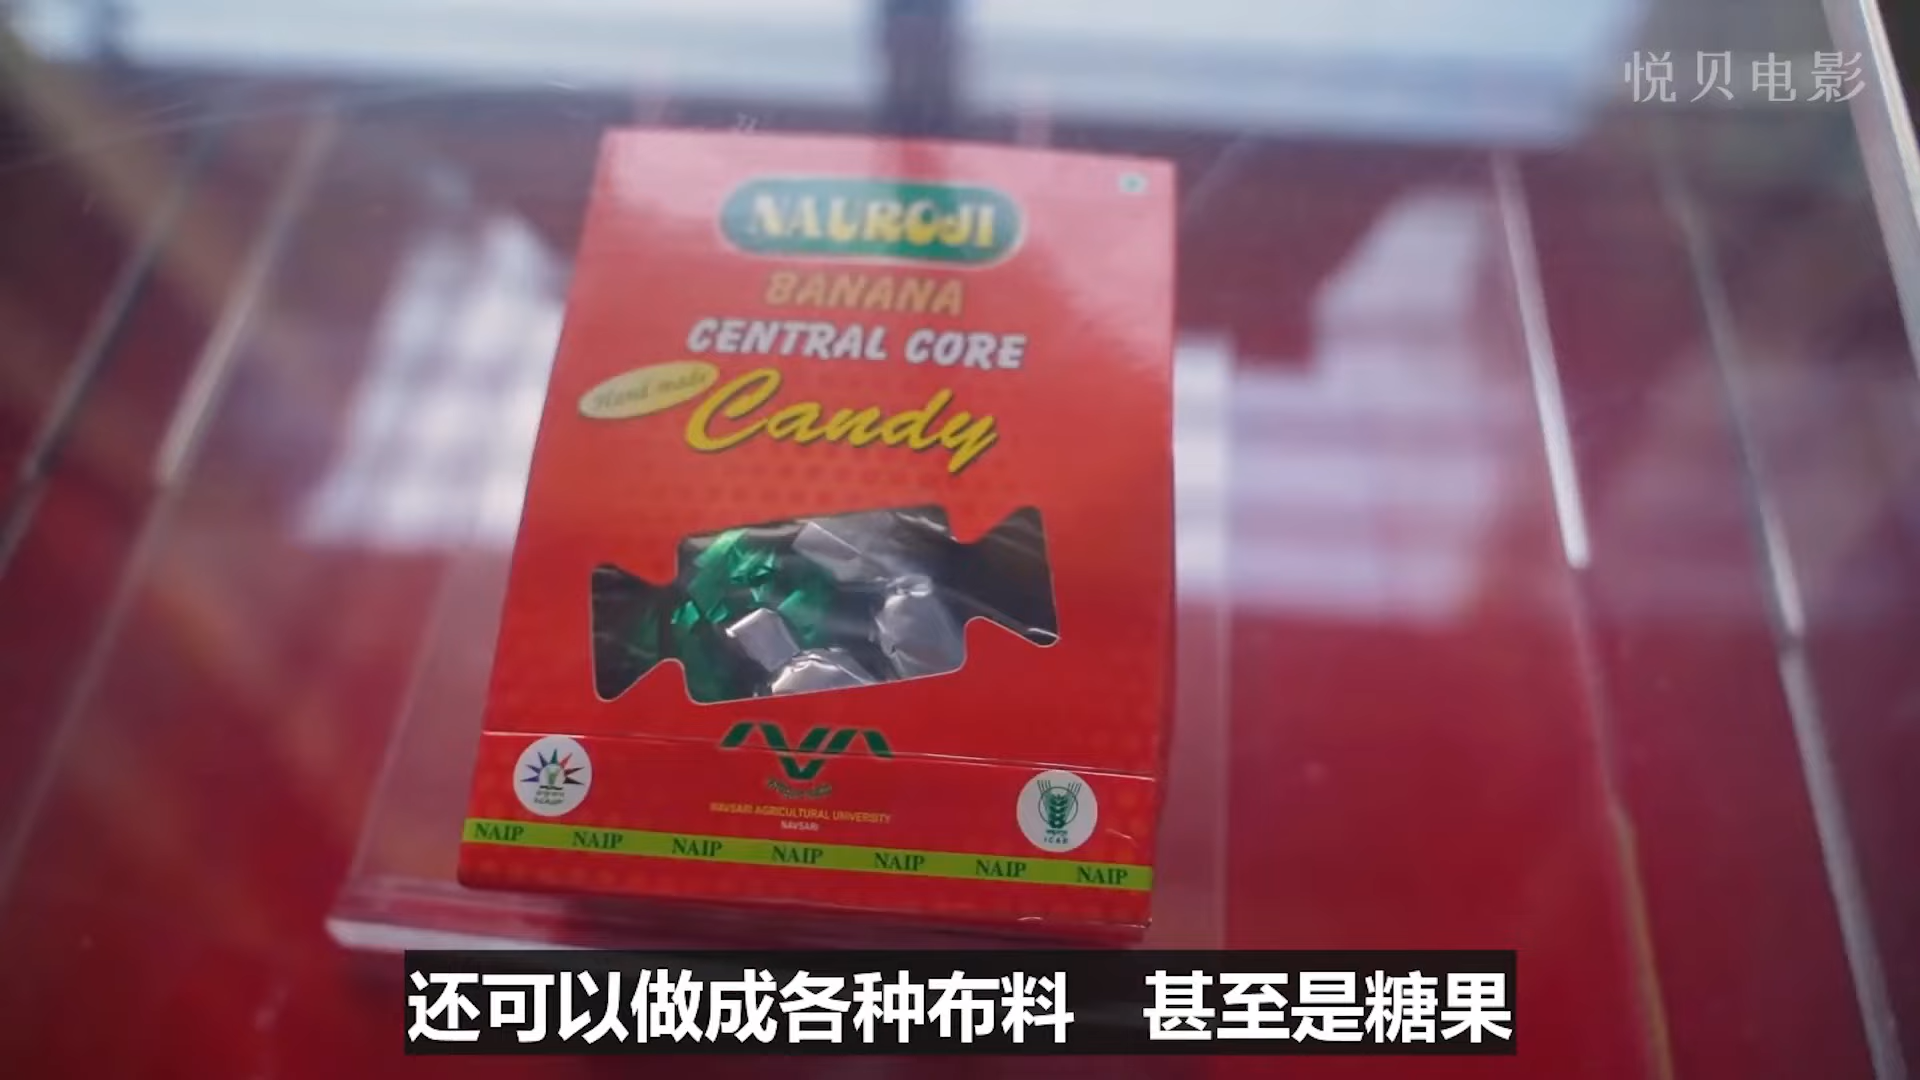 悦贝电影
NAUROJI
BANANA
CENTRAL CORE
Hand made
Candy
NAVSARI AGRICULTURAL UNIVERSITY
NAVSARI
ICAR
NAIP NAIP NAIP NAIP NAIP NAIP NAIP
还可以做成各种布料 甚至是糖果